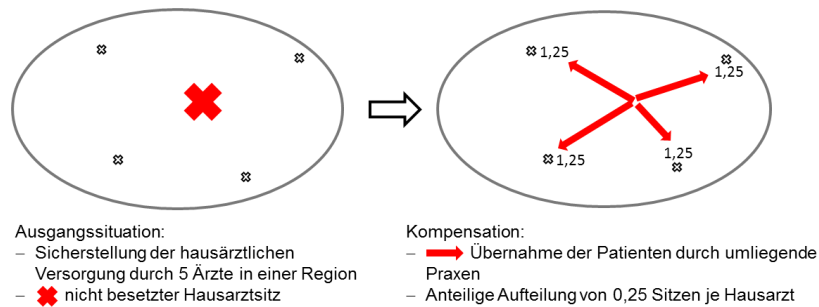 1,25
1,25
1,25
1,25
Ausgangssituation:
– Sicherstellung der hausärztlichen
Versorgung durch 5 Ärzte in einer Region
– nicht besetzter Hausarztsitz
Kompensation:
– Übernahme der Patienten durch umliegende
Praxen
– Anteilige Aufteilung von 0,25 Sitzen je Hausarzt